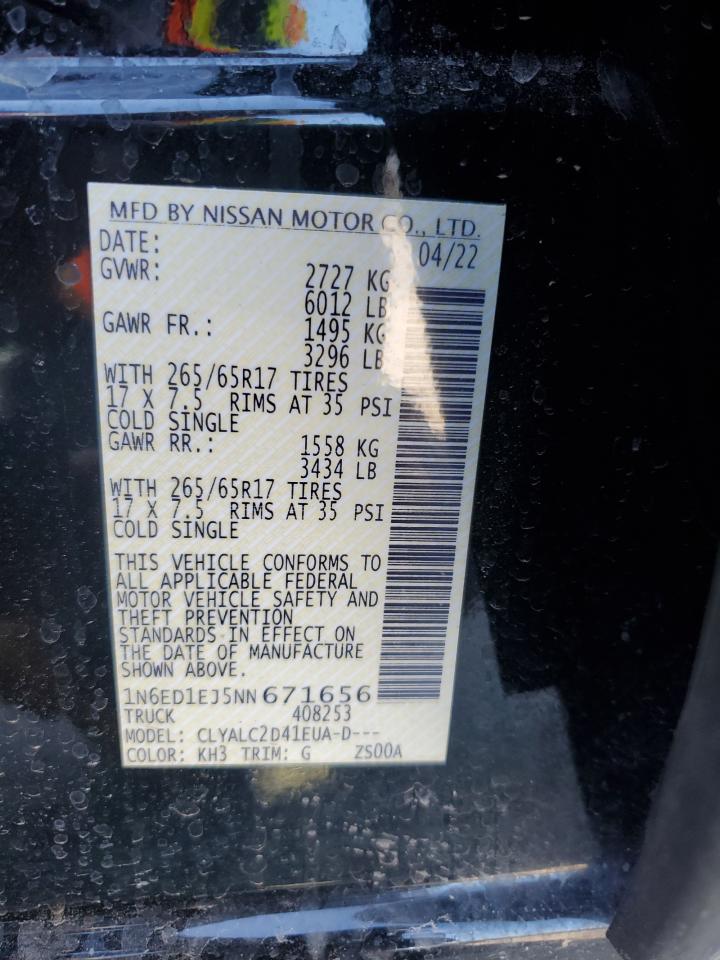 MFD BY NISSAN MOTOR CO., LTD.
DATE: 04/22
GVWR: 2727 KG
6012 LB
GAWR FR.: 1495 KG
3296 LB
WITH 265/65R17 TIRES
17 X 7.5 RIMS AT 35 PSI
COLD SINGLE
GAWR RR.: 1558 KG
3434 LB
WITH 265/65R17 TIRES
17 X 7.5 RIMS AT 35 PSI
COLD SINGLE
THIS VEHICLE CONFORMS TO
ALL APPLICABLE FEDERAL
MOTOR VEHICLE SAFETY AND
THEFT PREVENTION
STANDARDS IN EFFECT ON
THE DATE OF MANUFACTURE
SHOWN ABOVE.
1N6ED1EJ5NN671656
TRUCK 408253
MODEL: CLYALC2D41EUA-D---
COLOR: KH3 TRIM: G ZS00A